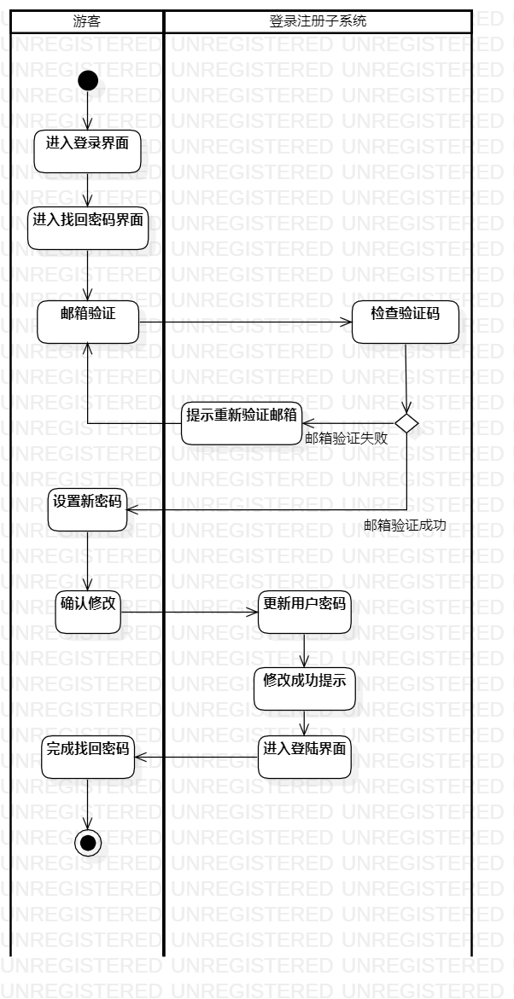 游客
登录注册子系统
进入登录界面
进入找回密码界面
邮箱验证
检查验证码
提示重新验证邮箱
邮箱验证失败
设置新密码
邮箱验证成功
确认修改
更新用户密码
修改成功提示
完成找回密码
进入登陆界面